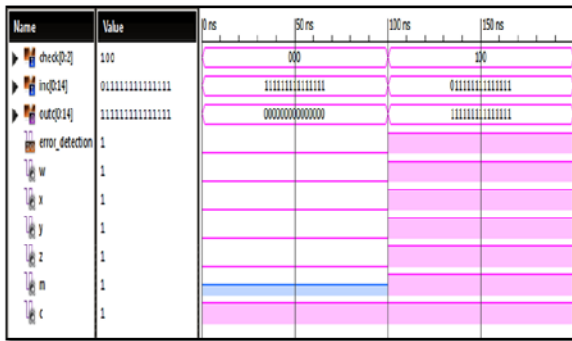 Name Value 0 ns 50 ns 100 ns 150 ns
check[0:2] 100 000 100
inc[0:14] 011111111111111 111111111111111 011111111111111
outc[0:14] 111111111111111 000000000000000 111111111111111
error_detection 1
w 1
x 1
y 1
z 1
m 1
c 1